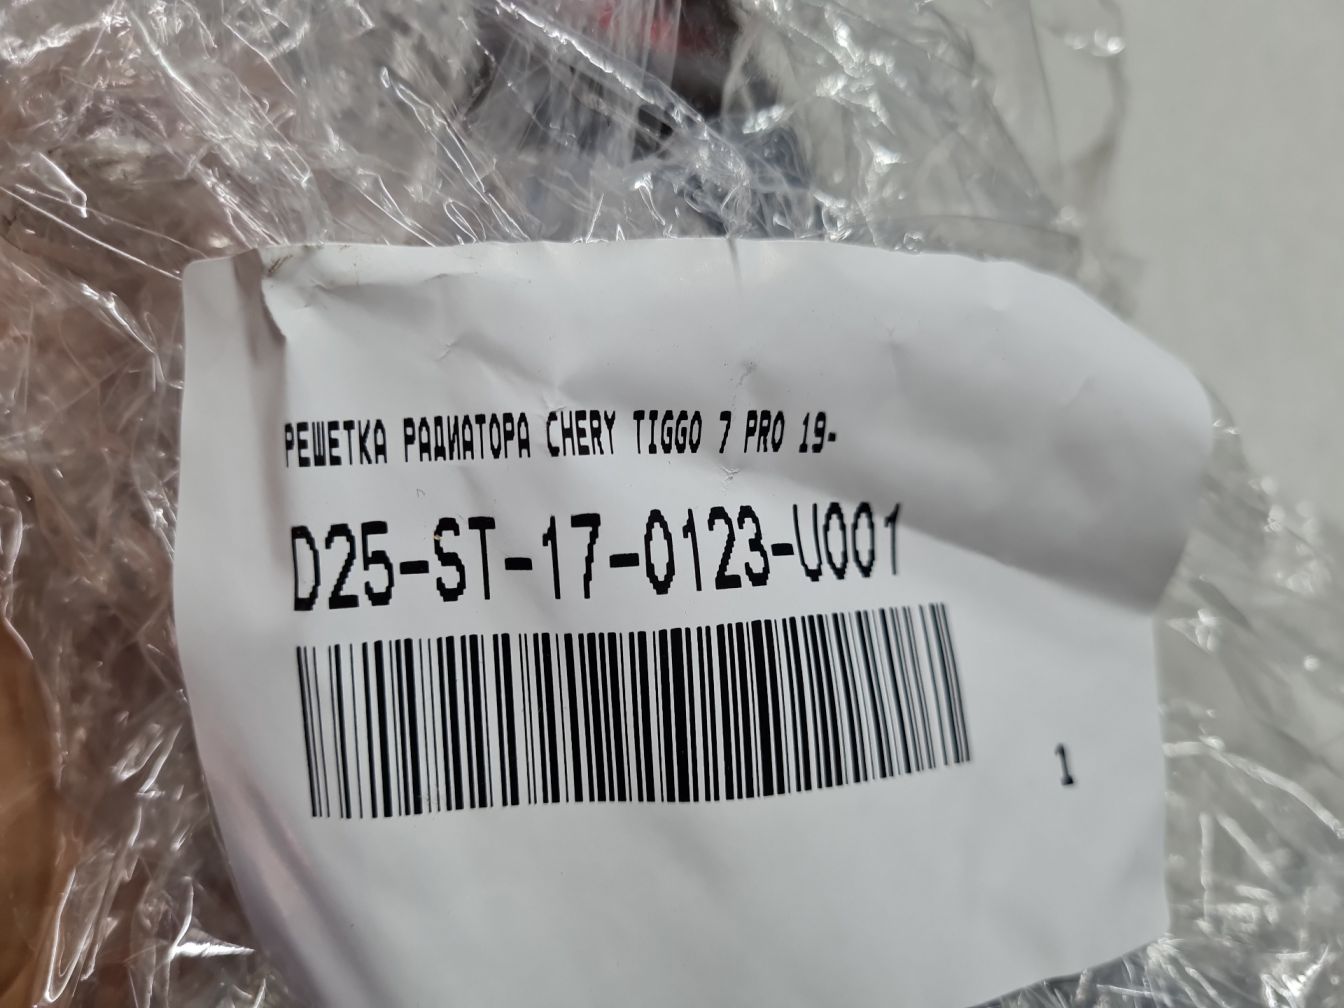 РЕШЕТКА РАДИАТОРА CHERY TIGGO 7 PRO 19-
D25-ST-17-0123-U001
1